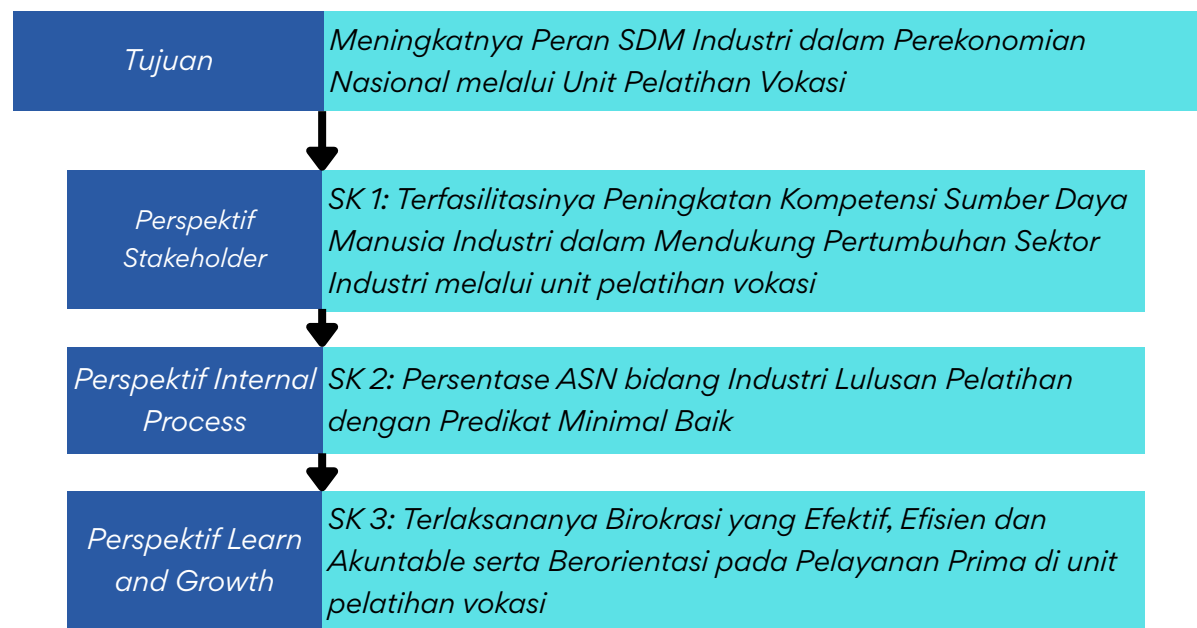 Tujuan
Meningkatnya Peran SDM Industri dalam Perekonomian
Nasional melalui Unit Pelatihan Vokasi
Perspektif
Stakeholder
SK 1: Terfasilitasinya Peningkatan Kompetensi Sumber Daya
Manusia Industri dalam Mendukung Pertumbuhan Sektor
Industri melalui unit pelatihan vokasi
Perspektif Internal
Process
SK 2: Persentase ASN bidang Industri Lulusan Pelatihan
dengan Predikat Minimal Baik
Perspektif Learn
and Growth
SK 3: Terlaksananya Birokrasi yang Efektif, Efisien dan
Akuntable serta Berorientasi pada Pelayanan Prima di unit
pelatihan vokasi